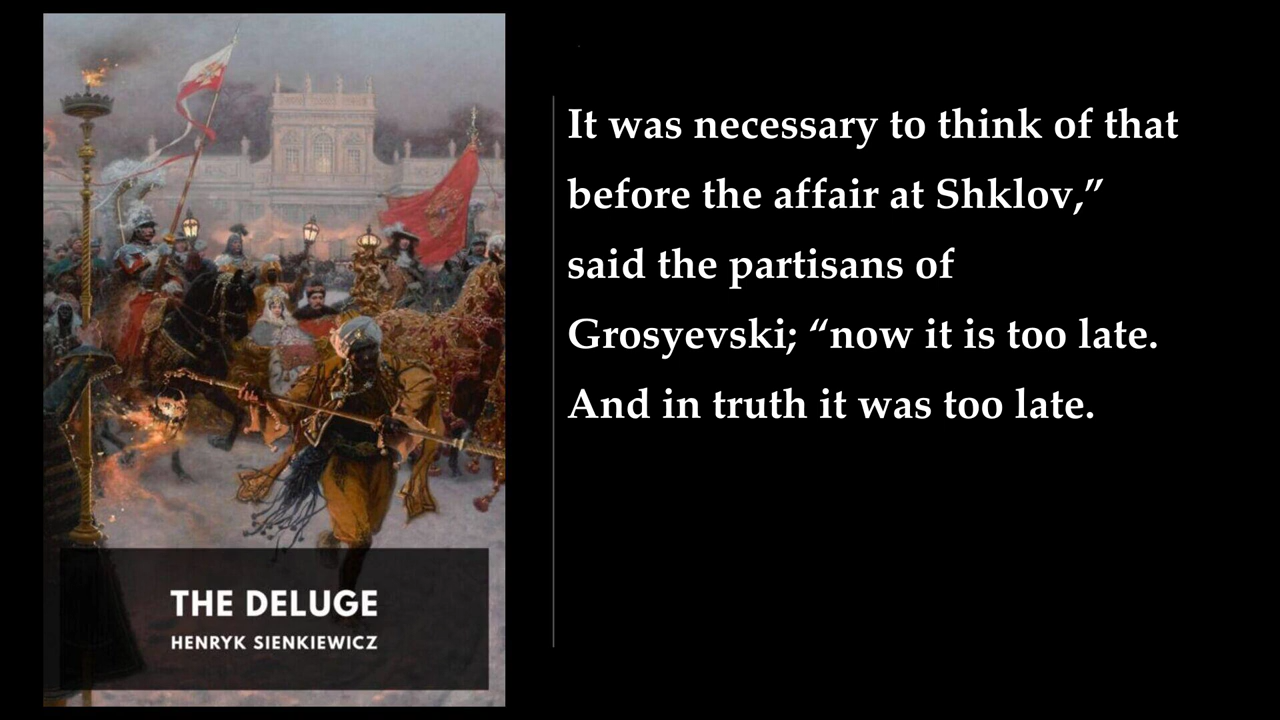 THE DELUGE
HENRYK SIENKIEWICZ
It was necessary to think of that
before the affair at Shklov,”
said the partisans of
Grosyevski; “now it is too late.
And in truth it was too late.